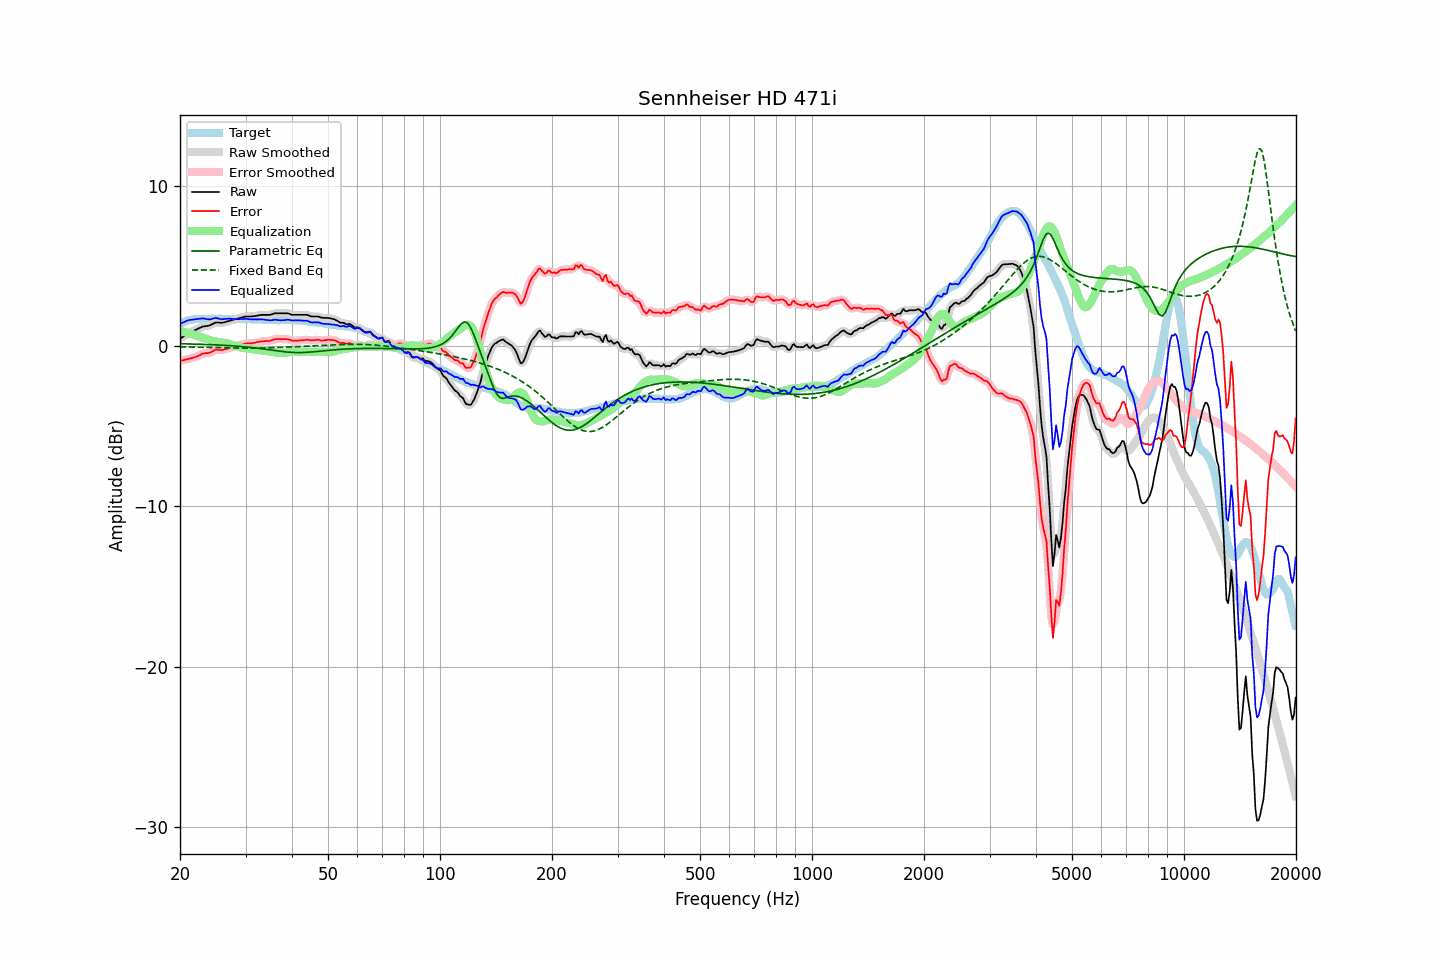 Sennheiser HD 471i
Target
Raw Smoothed
Error Smoothed
Raw
Error
Equalization
Parametric Eq
Fixed Band Eq
Equalized
10
0
−10
−20
−30
Amplitude (dBr)
20 50 100 200 500 1000 2000 5000 10000 20000
Frequency (Hz)